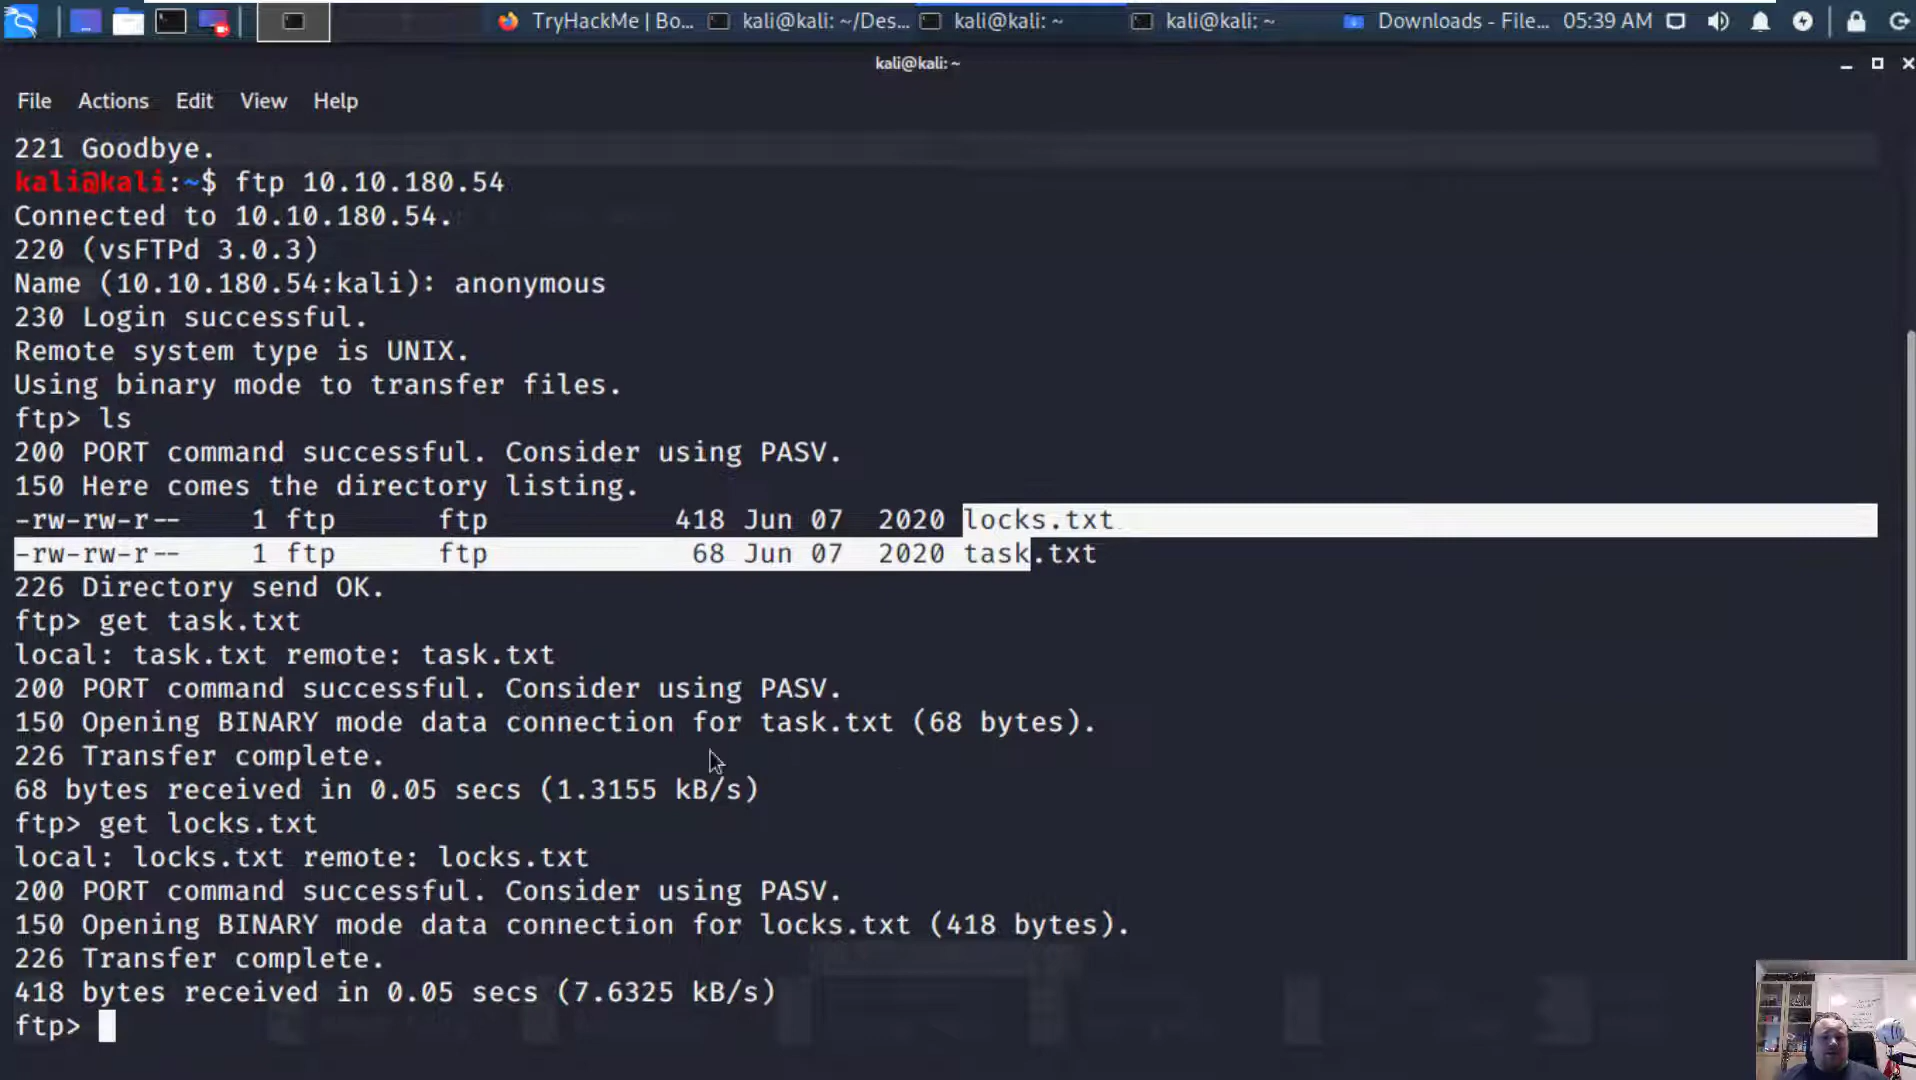 TryHackMe | Bo...
kali@kali: ~/Des...
kali@kali: ~
kali@kali: ~
Downloads - File...
05:39 AM
kali@kali: ~
File Actions Edit View Help
221 Goodbye.
kali@kali:~$ ftp 10.10.180.54
Connected to 10.10.180.54.
220 (vsFTPd 3.0.3)
Name (10.10.180.54:kali): anonymous
230 Login successful.
Remote system type is UNIX.
Using binary mode to transfer files.
ftp> ls
200 PORT command successful. Consider using PASV.
150 Here comes the directory listing.
-rw-rw-r-- 1 ftp ftp 418 Jun 07 2020 locks.txt
-rw-rw-r-- 1 ftp ftp 68 Jun 07 2020 task.txt
226 Directory send OK.
ftp> get task.txt
local: task.txt remote: task.txt
200 PORT command successful. Consider using PASV.
150 Opening BINARY mode data connection for task.txt (68 bytes).
226 Transfer complete.
68 bytes received in 0.05 secs (1.3155 kB/s)
ftp> get locks.txt
local: locks.txt remote: locks.txt
200 PORT command successful. Consider using PASV.
150 Opening BINARY mode data connection for locks.txt (418 bytes).
226 Transfer complete.
418 bytes received in 0.05 secs (7.6325 kB/s)
ftp>